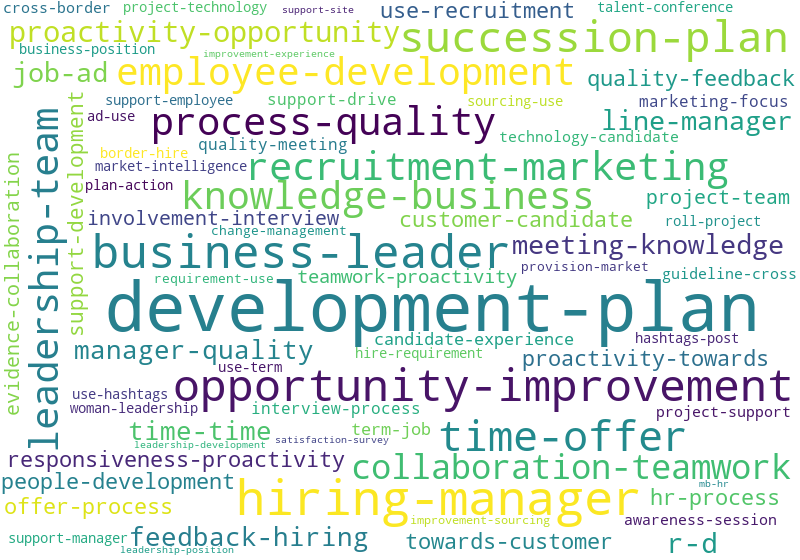 cross-border project-technology support-site use-recruitment talent-conference
proactivity-opportunity succession-plan
business-position improvement-experience
job-ad employee-development quality-feedback
support-employee support-drive sourcing-use marketing-focus
ad-use process-quality line-manager
quality-meeting technology-candidate
border-hire recruitment-marketing
market-intelligence
plan-action knowledge-business project-team
involvement-interview customer-candidate roll-project
change-management
business-leader meeting-knowledge
provision-market
requirement-use teamwork-proactivity guideline-cross
development-plan
candidate-experience hashtags-post
manager-quality hire-requirement proactivity-towards
use-term
opportunity-improvement
use-hashtags
woman-leadership interview-process project-support
time-time term-job time-offer
leadership-development satisfaction-survey
responsiveness-proactivity collaboration-teamwork
people-development mb-hr
offer-process hiring-manager hr-process
improvement-sourcing awareness-session
support-manager feedback-hiring towards-customer r-d
leadership-position
evidence-collaboration
leadership-team
support-development